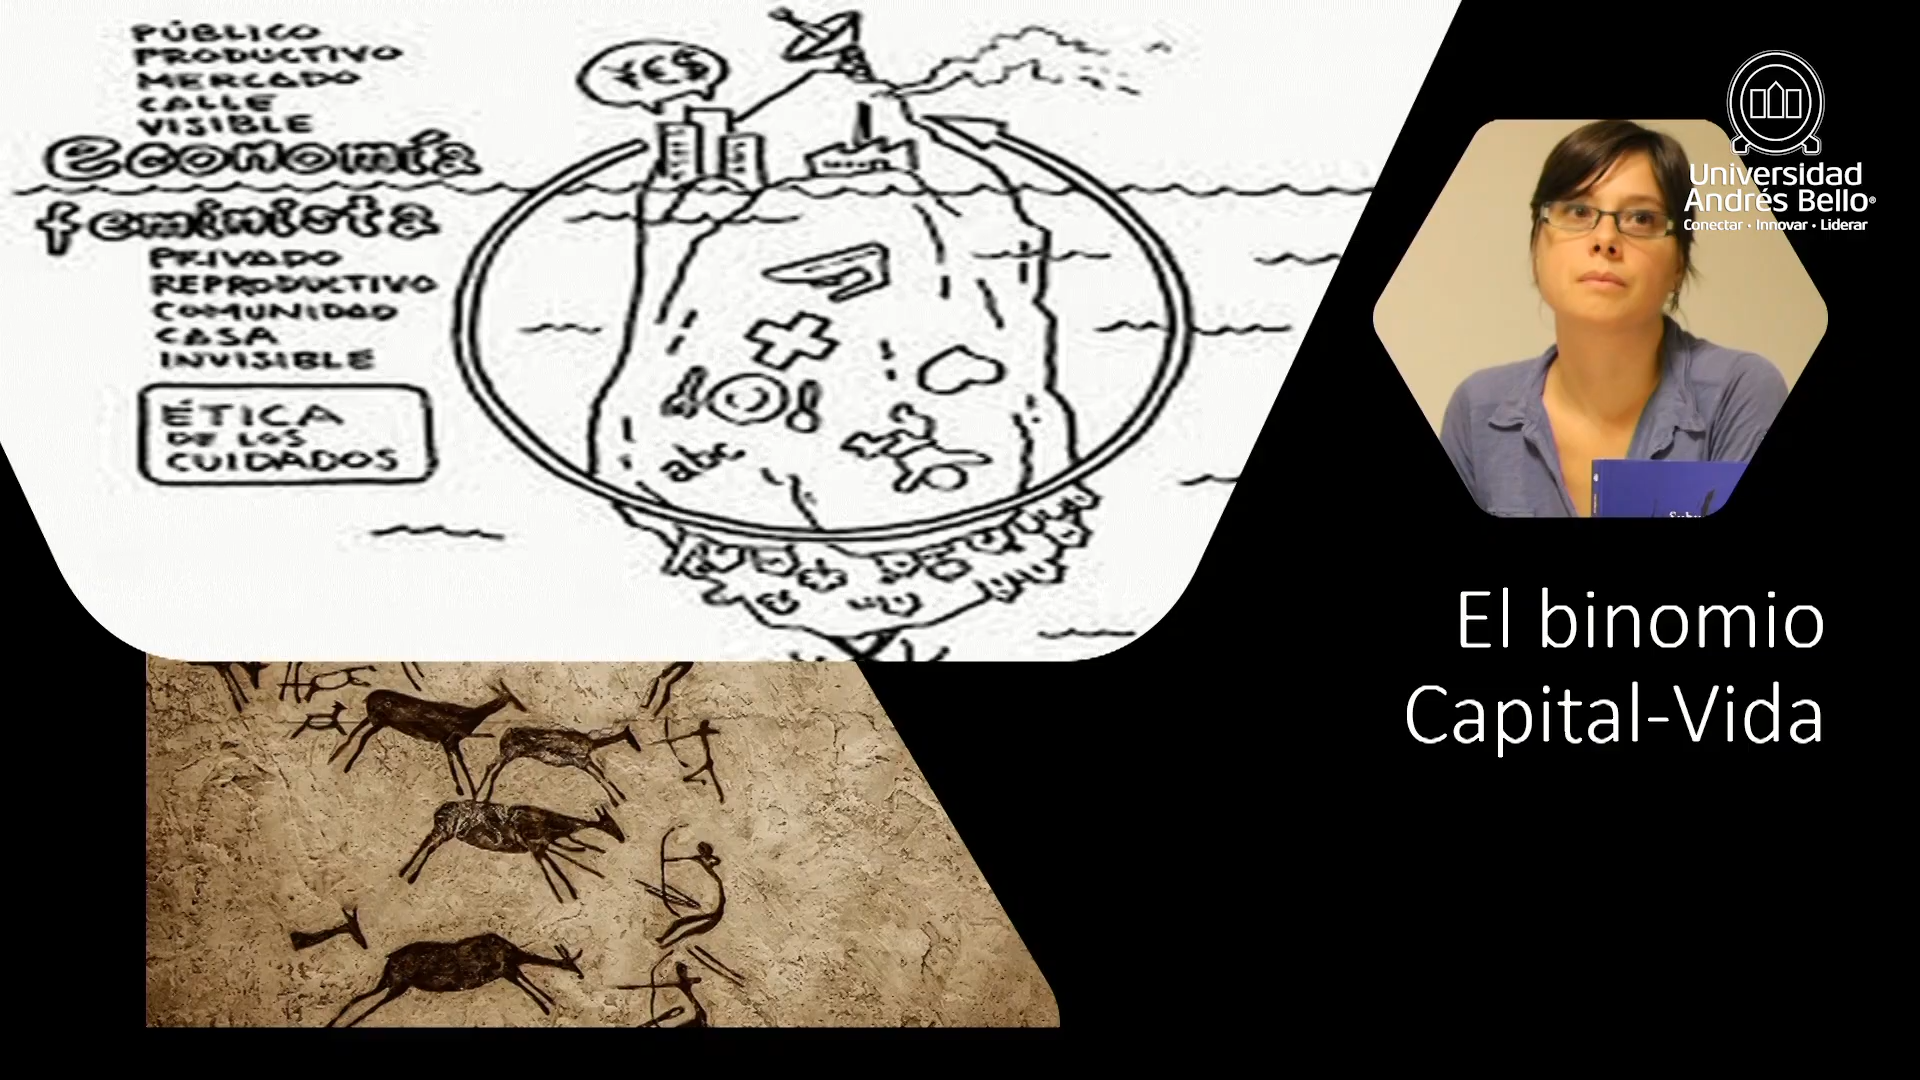 PÚBLICO
PRODUCTIVO
MERCADO
CALLE
VISIBLE
economía
feminista
PRIVADO
REPRODUCTIVO
COMUNIDAD
CASA
INVISIBLE
ÉTICA
DE LOS
CUIDADOS
¥€$
abc
Universidad
Andrés Bello®
Conectar • Innovar • Liderar
El binomio
Capital-Vida